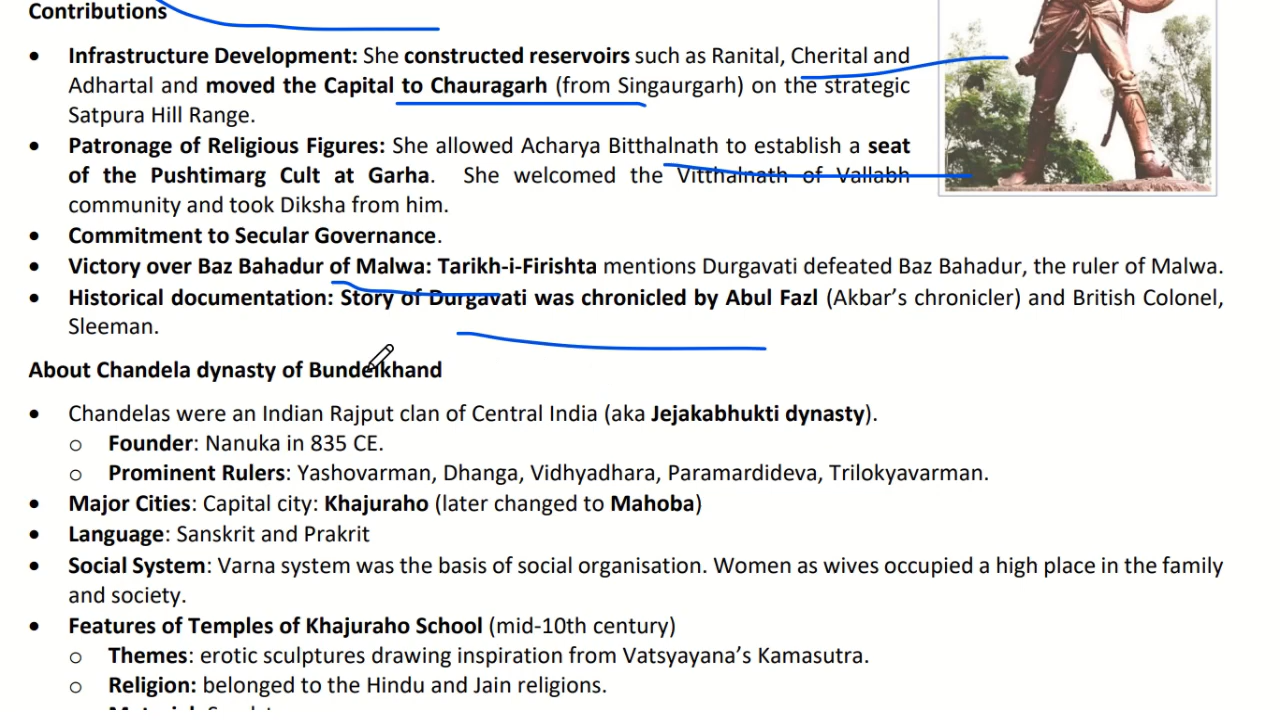 Contributions
• Infrastructure Development: She constructed reservoirs such as Ranital, Cherital and
Adhartal and moved the Capital to Chauragarh (from Singaurgarh) on the strategic
Satpura Hill Range.
• Patronage of Religious Figures: She allowed Acharya Bitthalnath to establish a seat
of the Pushtimarg Cult at Garha. She welcomed the Vitthalnath of Vallabh
community and took Diksha from him.
• Commitment to Secular Governance.
• Victory over Baz Bahadur of Malwa: Tarikh-i-Firishta mentions Durgavati defeated Baz Bahadur, the ruler of Malwa.
• Historical documentation: Story of Durgavati was chronicled by Abul Fazl (Akbar’s chronicler) and British Colonel,
Sleeman.
About Chandela dynasty of Bundelkhand
• Chandelas were an Indian Rajput clan of Central India (aka Jejakabhukti dynasty).
o Founder: Nanuka in 835 CE.
o Prominent Rulers: Yashovarman, Dhanga, Vidhyadhara, Paramardideva, Trilokyavarman.
• Major Cities: Capital city: Khajuraho (later changed to Mahoba)
• Language: Sanskrit and Prakrit
• Social System: Varna system was the basis of social organisation. Women as wives occupied a high place in the family
and society.
• Features of Temples of Khajuraho School (mid-10th century)
o Themes: erotic sculptures drawing inspiration from Vatsyayana’s Kamasutra.
o Religion: belonged to the Hindu and Jain religions.